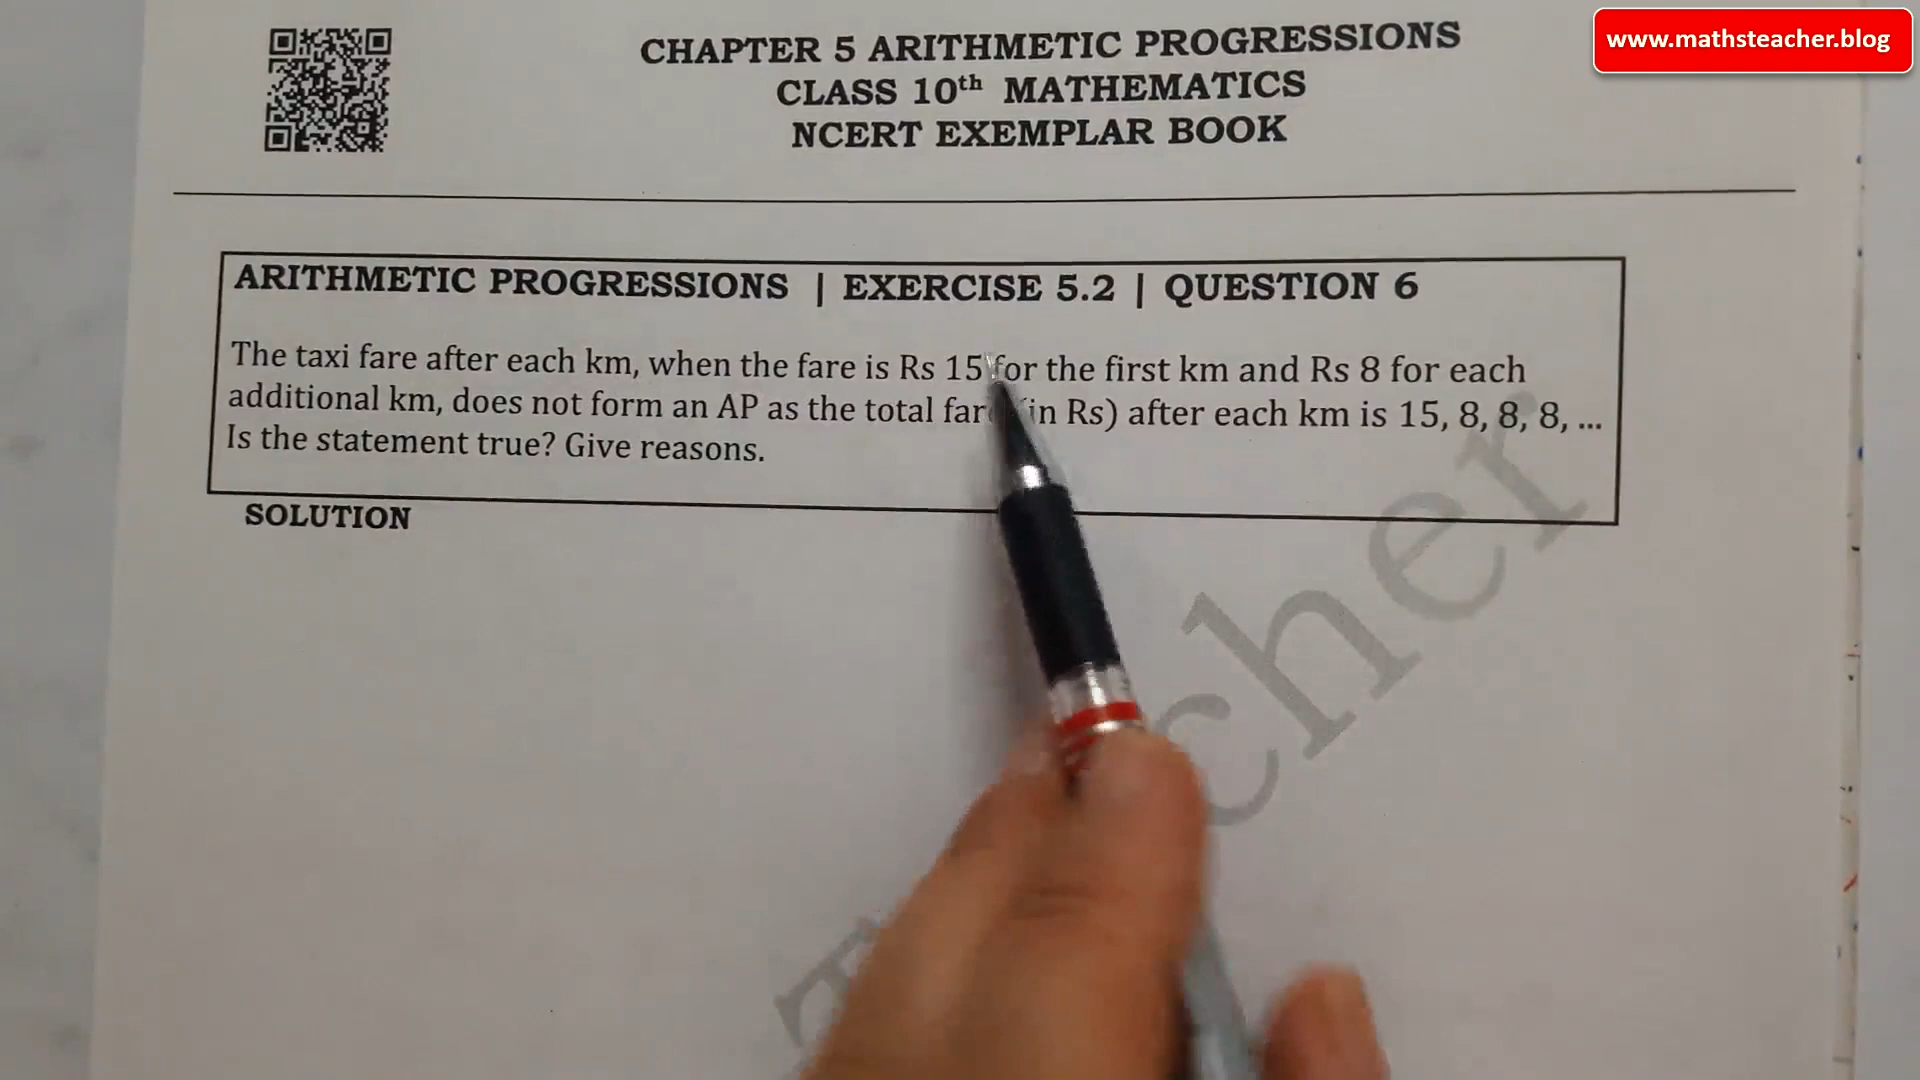 www.mathsteacher.blog
CHAPTER 5 ARITHMETIC PROGRESSIONS
CLASS 10th MATHEMATICS
NCERT EXEMPLAR BOOK
ARITHMETIC PROGRESSIONS | EXERCISE 5.2 | QUESTION 6
The taxi fare after each km, when the fare is Rs 15 for the first km and Rs 8 for each
additional km, does not form an AP as the total (in Rs) after each km is 15, 8, 8, 8, ...
Is the statement true? Give reasons.
SOLUTION